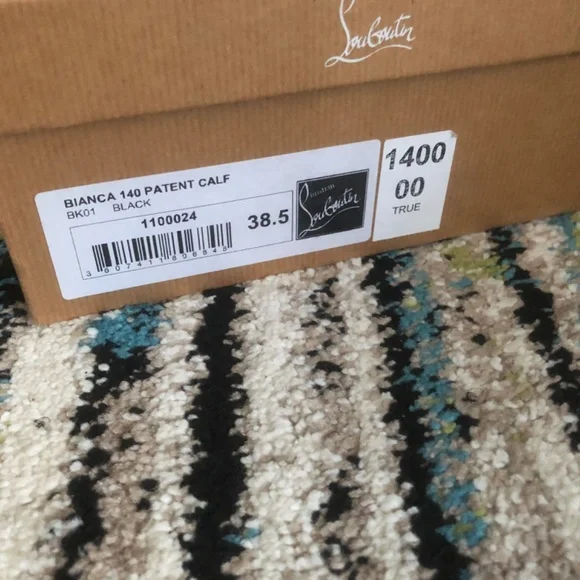 Louboutin
BIANCA 140 PATENT CALF
BK01 BLACK
1100024
38.5
Louboutin
1400
00
TRUE